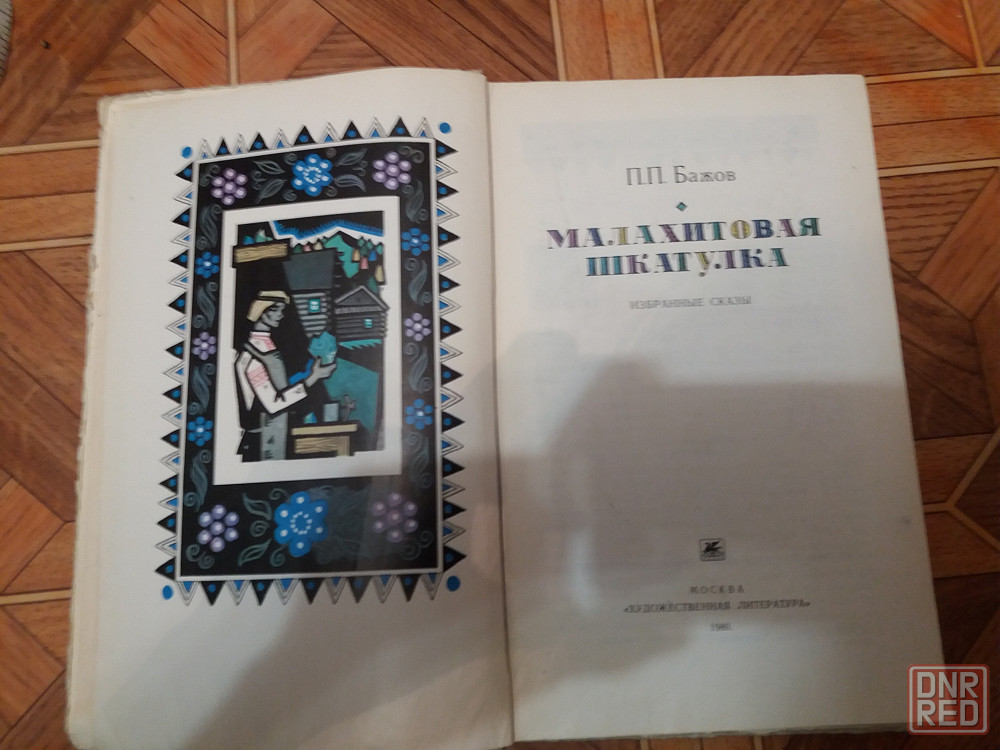 П.П. Бажов
МАЛАХИТОВАЯ
ШКАТУЛКА
ИЗБРАННЫЕ СКАЗЫ
МОСКВА
«ХУДОЖЕСТВЕННАЯ ЛИТЕРАТУРА»
DNR
RED